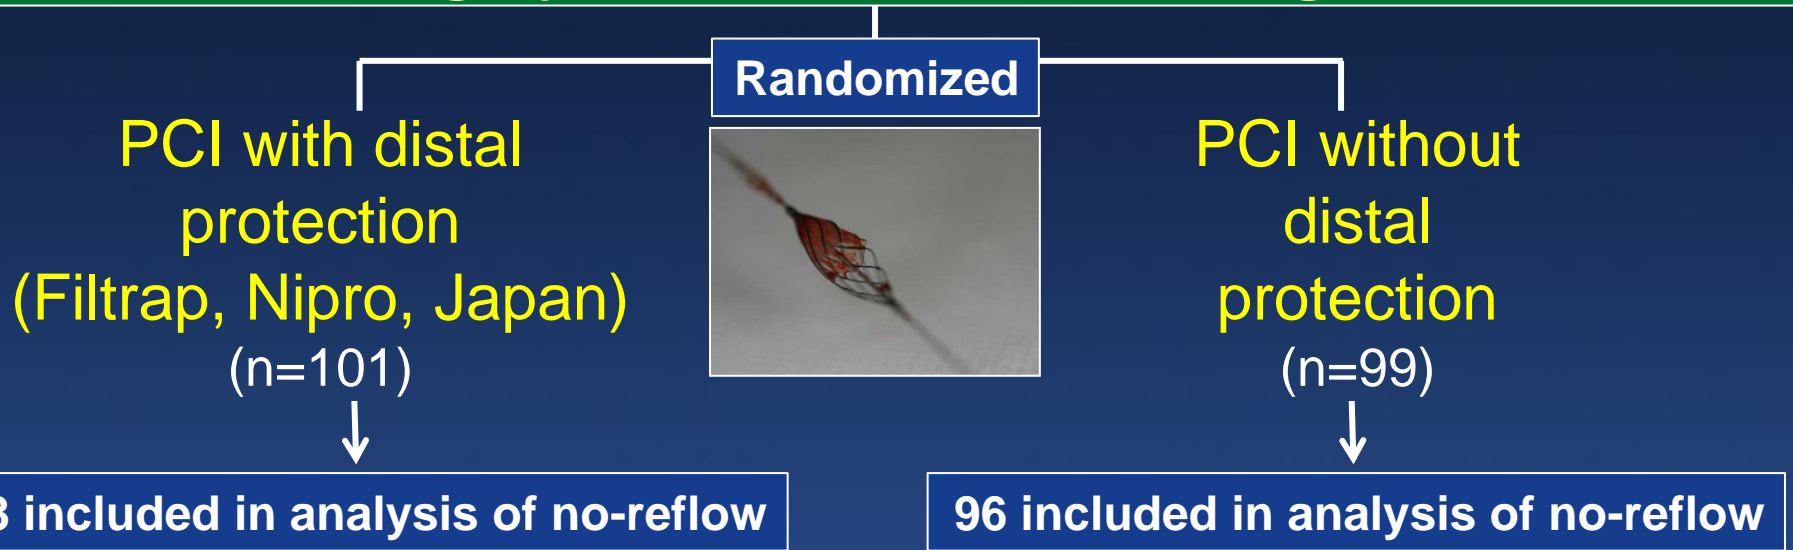 Randomized
PCI with distal
protection
(Filtrap, Nipro, Japan)
(n=101)
PCI without
distal
protection
(n=99)
included in analysis of no-reflow
96 included in analysis of no-reflow